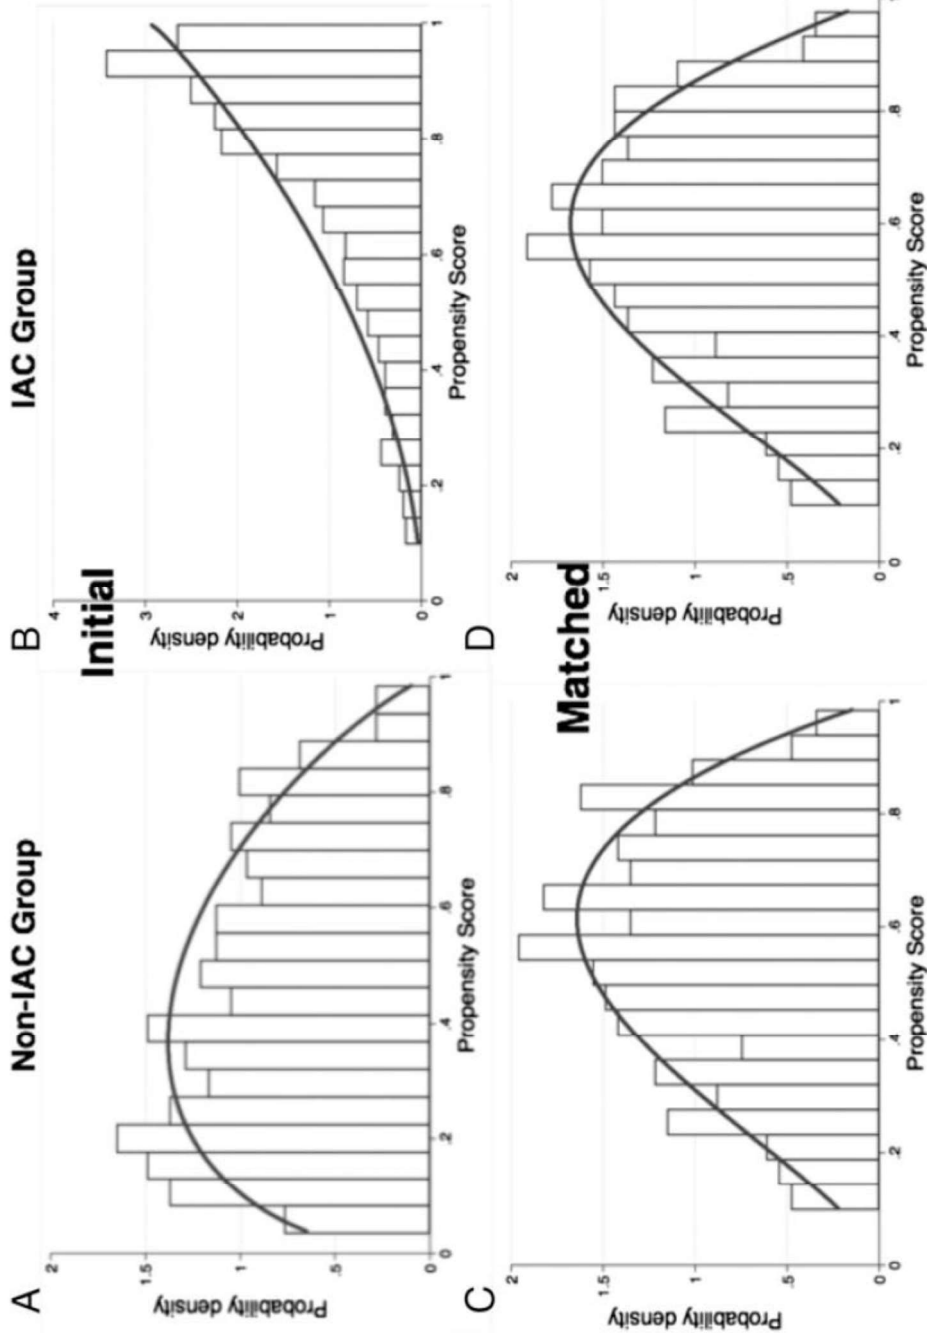 Non-IAC Group
IAC Group
A
2
1.5
1
.5
0
Probability density
0
.2
.4
.6
.8
1
Propensity Score
Initial
B
4
3
2
1
0
Probability density
0
.2
.4
.6
.8
1
Propensity Score
C
2
1.5
1
.5
0
Probability density
0
.2
.4
.6
.8
1
Propensity Score
Matched
D
2
1.5
1
.5
0
Probability density
0
.2
.4
.6
.8
Propensity Score